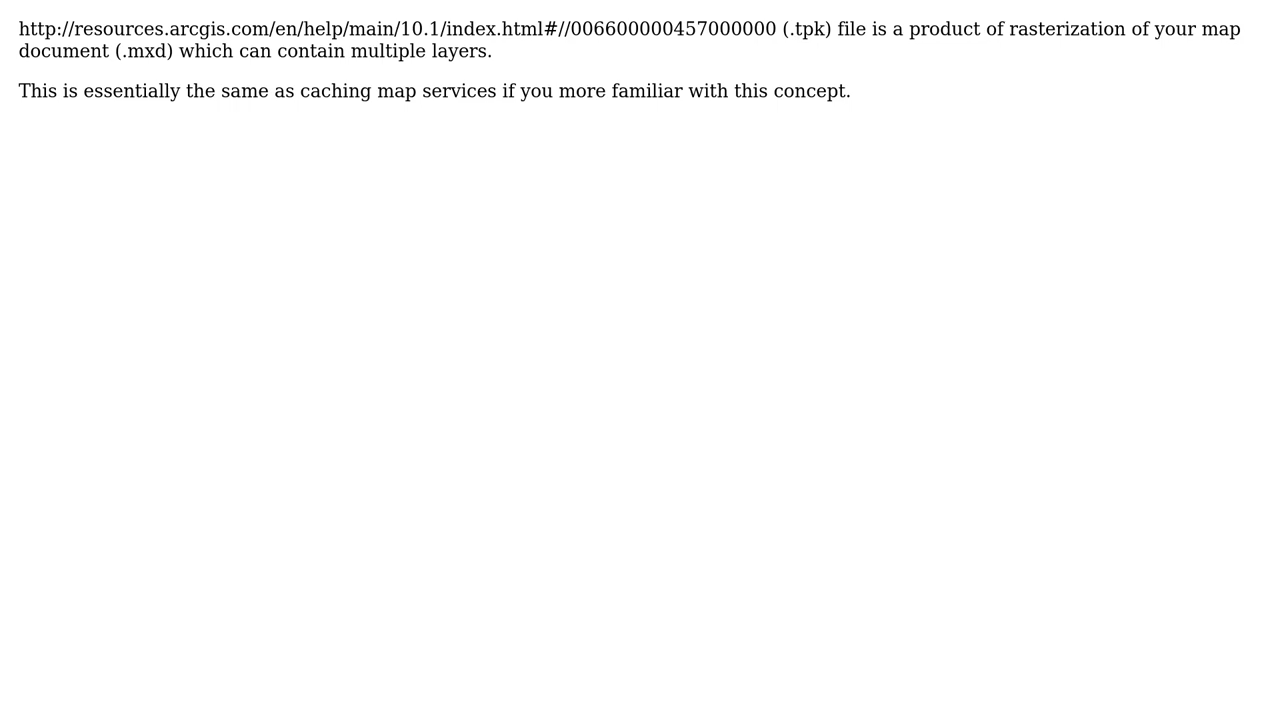 http://resources.arcgis.com/en/help/main/10.1/index.html#//006600000457000000 (.tpk) file is a product of rasterization of your map
document (.mxd) which can contain multiple layers.
This is essentially the same as caching map services if you more familiar with this concept.